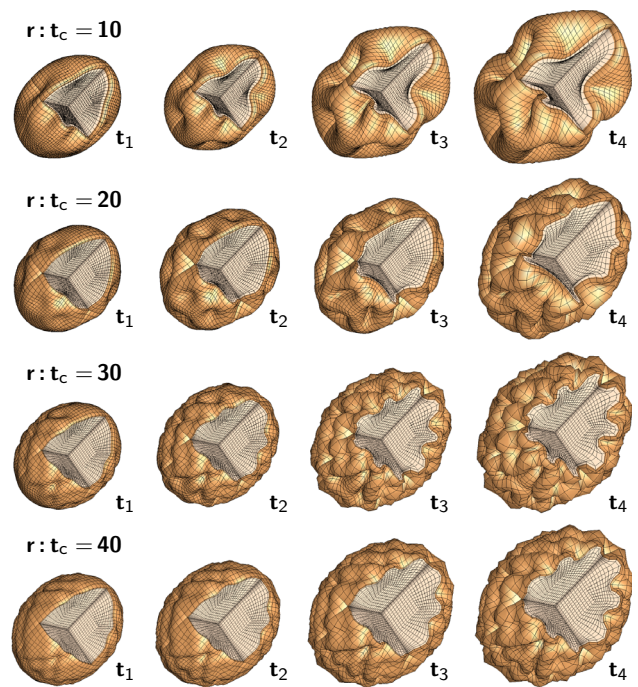 r : t_c = 10
t_1 t_2 t_3 t_4
r : t_c = 20
t_1 t_2 t_3 t_4
r : t_c = 30
t_1 t_2 t_3 t_4
r : t_c = 40
t_1 t_2 t_3 t_4